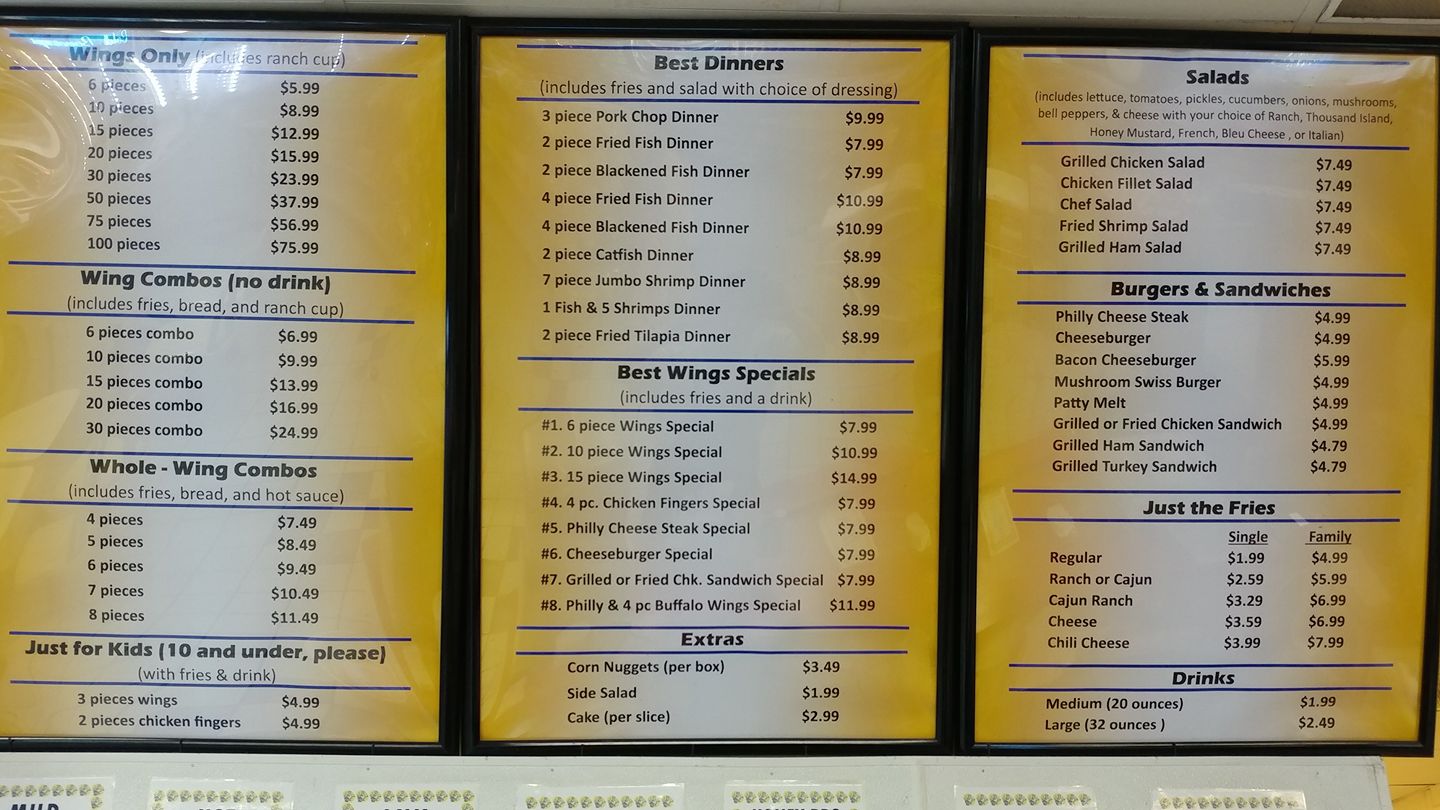 Wings Only (includes ranch cup)
6 pieces $5.99
10 pieces $8.99
15 pieces $12.99
20 pieces $15.99
30 pieces $23.99
50 pieces $37.99
75 pieces $56.99
100 pieces $75.99
Wing Combos (no drink)
(includes fries, bread, and ranch cup)
6 pieces combo $6.99
10 pieces combo $9.99
15 pieces combo $13.99
20 pieces combo $16.99
30 pieces combo $24.99
Whole - Wing Combos
(includes fries, bread, and hot sauce)
4 pieces $7.49
5 pieces $8.49
6 pieces $9.49
7 pieces $10.49
8 pieces $11.49
Just for Kids (10 and under, please)
(with fries & drink)
3 pieces wings $4.99
2 pieces chicken fingers $4.99
Best Dinners
(includes fries and salad with choice of dressing)
3 piece Pork Chop Dinner $9.99
2 piece Fried Fish Dinner $7.99
2 piece Blackened Fish Dinner $7.99
4 piece Fried Fish Dinner $10.99
4 piece Blackened Fish Dinner $10.99
2 piece Catfish Dinner $8.99
7 piece Jumbo Shrimp Dinner $8.99
1 Fish & 5 Shrimps Dinner $8.99
2 piece Fried Tilapia Dinner $8.99
Best Wings Specials
(includes fries and a drink)
#1. 6 piece Wings Special $7.99
#2. 10 piece Wings Special $10.99
#3. 15 piece Wings Special $14.99
#4. 4 pc. Chicken Fingers Special $7.99
#5. Philly Cheese Steak Special $7.99
#6. Cheeseburger Special $7.99
#7. Grilled or Fried Chk. Sandwich Special $7.99
#8. Philly & 4 pc Buffalo Wings Special $11.99
Extras
Corn Nuggets (per box) $3.49
Side Salad $1.99
Cake (per slice) $2.99
Salads
(includes lettuce, tomatoes, pickles, cucumbers, onions, mushrooms,
bell peppers, & cheese with your choice of Ranch, Thousand Island,
Honey Mustard, French, Bleu Cheese , or Italian)
Grilled Chicken Salad $7.49
Chicken Fillet Salad $7.49
Chef Salad $7.49
Fried Shrimp Salad $7.49
Grilled Ham Salad $7.49
Burgers & Sandwiches
Philly Cheese Steak $4.99
Cheeseburger $4.99
Bacon Cheeseburger $5.99
Mushroom Swiss Burger $4.99
Patty Melt $4.99
Grilled or Fried Chicken Sandwich $4.99
Grilled Ham Sandwich $4.79
Grilled Turkey Sandwich $4.79
Just the Fries
Single Family
Regular $1.99 $4.99
Ranch or Cajun $2.59 $5.99
Cajun Ranch $3.29 $6.99
Cheese $3.59 $6.99
Chili Cheese $3.99 $7.99
Drinks
Medium (20 ounces) $1.99
Large (32 ounces ) $2.49
MILD